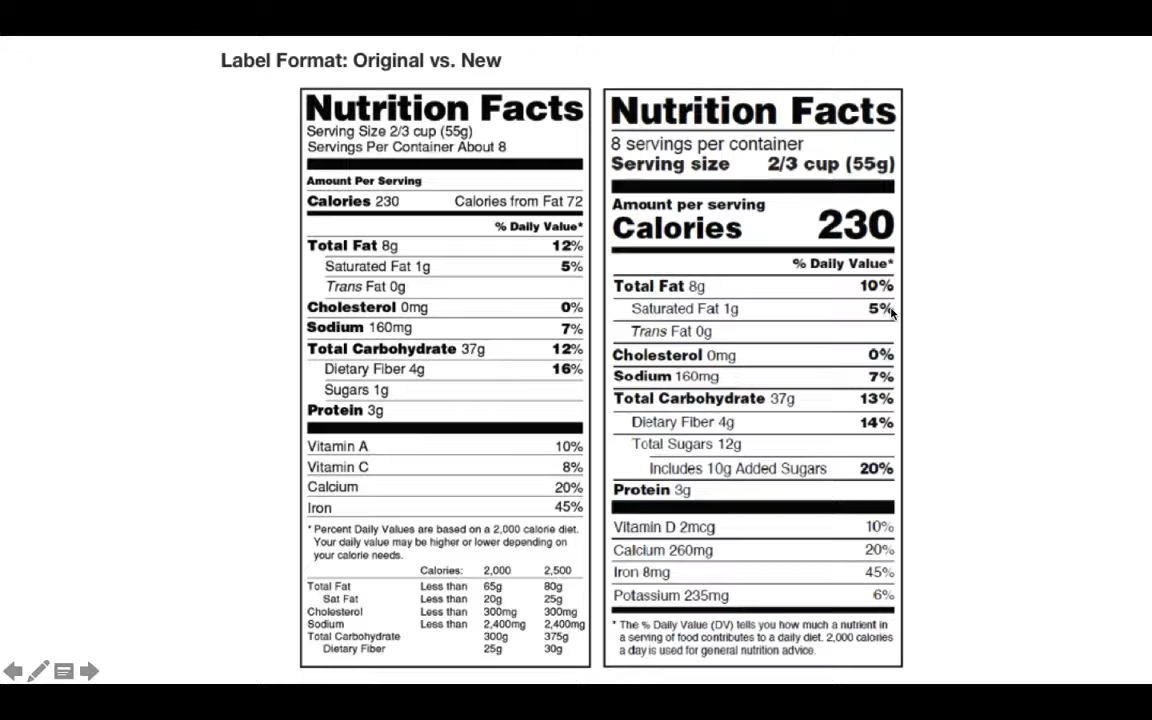 Label Format: Original vs. New
Nutrition Facts
Serving Size 2/3 cup (55g)
Servings Per Container About 8
Amount Per Serving
Calories 230 Calories from Fat 72
% Daily Value*
Total Fat 8g 12%
Saturated Fat 1g 5%
Trans Fat 0g
Cholesterol 0mg 0%
Sodium 160mg 7%
Total Carbohydrate 37g 12%
Dietary Fiber 4g 16%
Sugars 1g
Protein 3g
Vitamin A 10%
Vitamin C 8%
Calcium 20%
Iron 45%
* Percent Daily Values are based on a 2,000 calorie diet.
Your daily value may be higher or lower depending on
your calorie needs.
Calories: 2,000 2,500
Total Fat Less than 65g 80g
Sat Fat Less than 20g 25g
Cholesterol Less than 300mg 300mg
Sodium Less than 2,400mg 2,400mg
Total Carbohydrate 300g 375g
Dietary Fiber 25g 30g
Nutrition Facts
8 servings per container
Serving size 2/3 cup (55g)
Amount per serving
Calories 230
% Daily Value*
Total Fat 8g 10%
Saturated Fat 1g 5%
Trans Fat 0g
Cholesterol 0mg 0%
Sodium 160mg 7%
Total Carbohydrate 37g 13%
Dietary Fiber 4g 14%
Total Sugars 12g
Includes 10g Added Sugars 20%
Protein 3g
Vitamin D 2mcg 10%
Calcium 260mg 20%
Iron 8mg 45%
Potassium 235mg 6%
* The % Daily Value (DV) tells you how much a nutrient in
a serving of food contributes to a daily diet. 2,000 calories
a day is used for general nutrition advice.